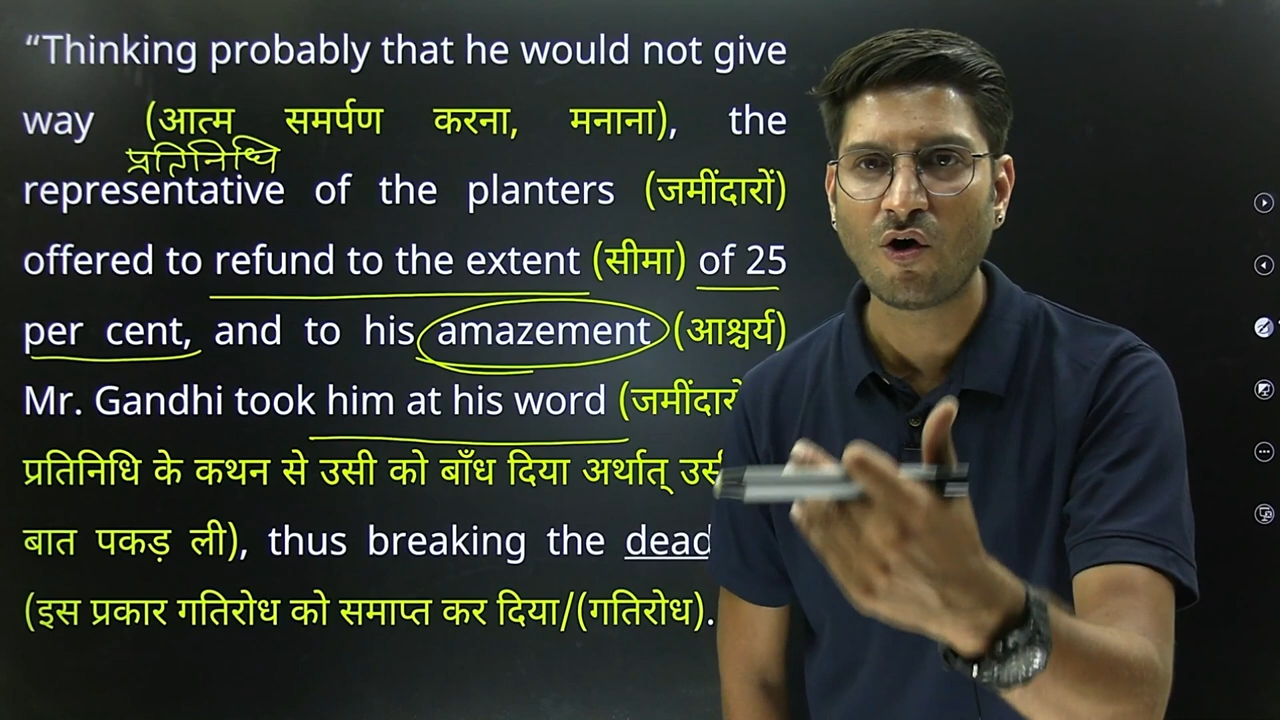 “Thinking probably that he would not give
way (आत्म समर्पण करना, मनाना), the
प्रतिनिधि
representative of the planters (जमींदारों)
offered to refund to the extent (सीमा) of 25
per cent, and to his amazement (आश्चर्य)
Mr. Gandhi took him at his word
प्रतिनिधि के कथन से उसी को बाँध दिया अर्थात्
बात पकड़ ली), thus breaking the
(इस प्रकार गतिरोध को समाप्त कर दिया/(गतिरोध).